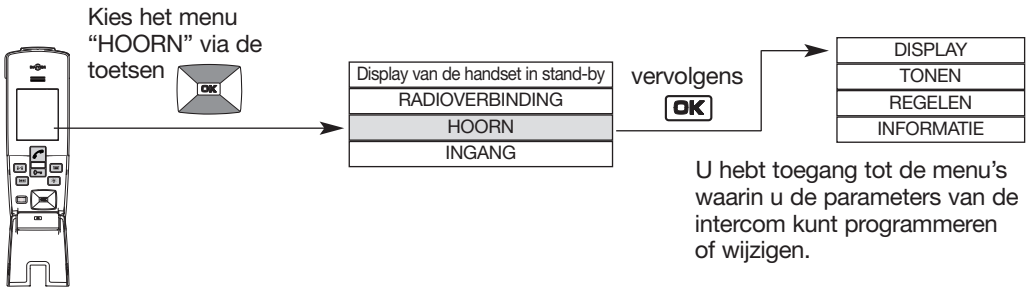 Kies het menu
“HOORN” via de
toetsen
OK
Display van de handset in stand-by
RADIOVERBINDING
HOORN
INGANG
vervolgens
OK
DISPLAY
TONEN
REGELEN
INFORMATIE
U hebt toegang tot de menu’s
waarin u de parameters van de
intercom kunt programmeren
of wijzigen.